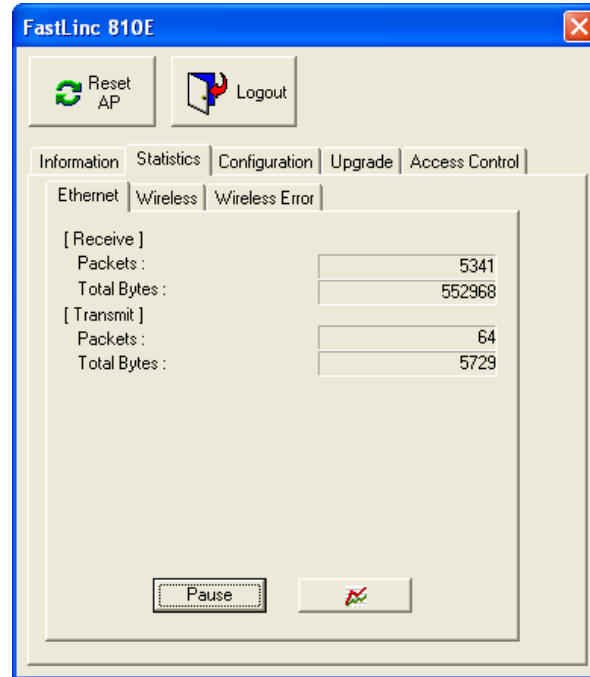 FastLinc 810E
Reset
AP
Logout
Information Statistics Configuration Upgrade Access Control
Ethernet Wireless Wireless Error
[ Receive ]
Packets : 5341
Total Bytes : 552968
[ Transmit ]
Packets : 64
Total Bytes : 5729
Pause